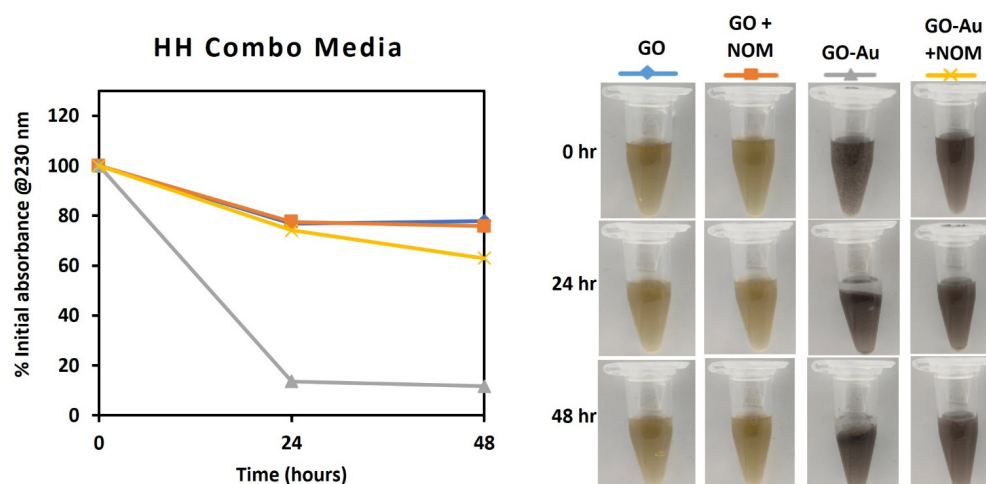 HH Combo Media
% Initial absorbance @230 nm
120
100
80
60
40
20
0
0
24
48
Time (hours)
GO
GO +
NOM
GO-Au
GO-Au
+NOM
0 hr
24 hr
48 hr